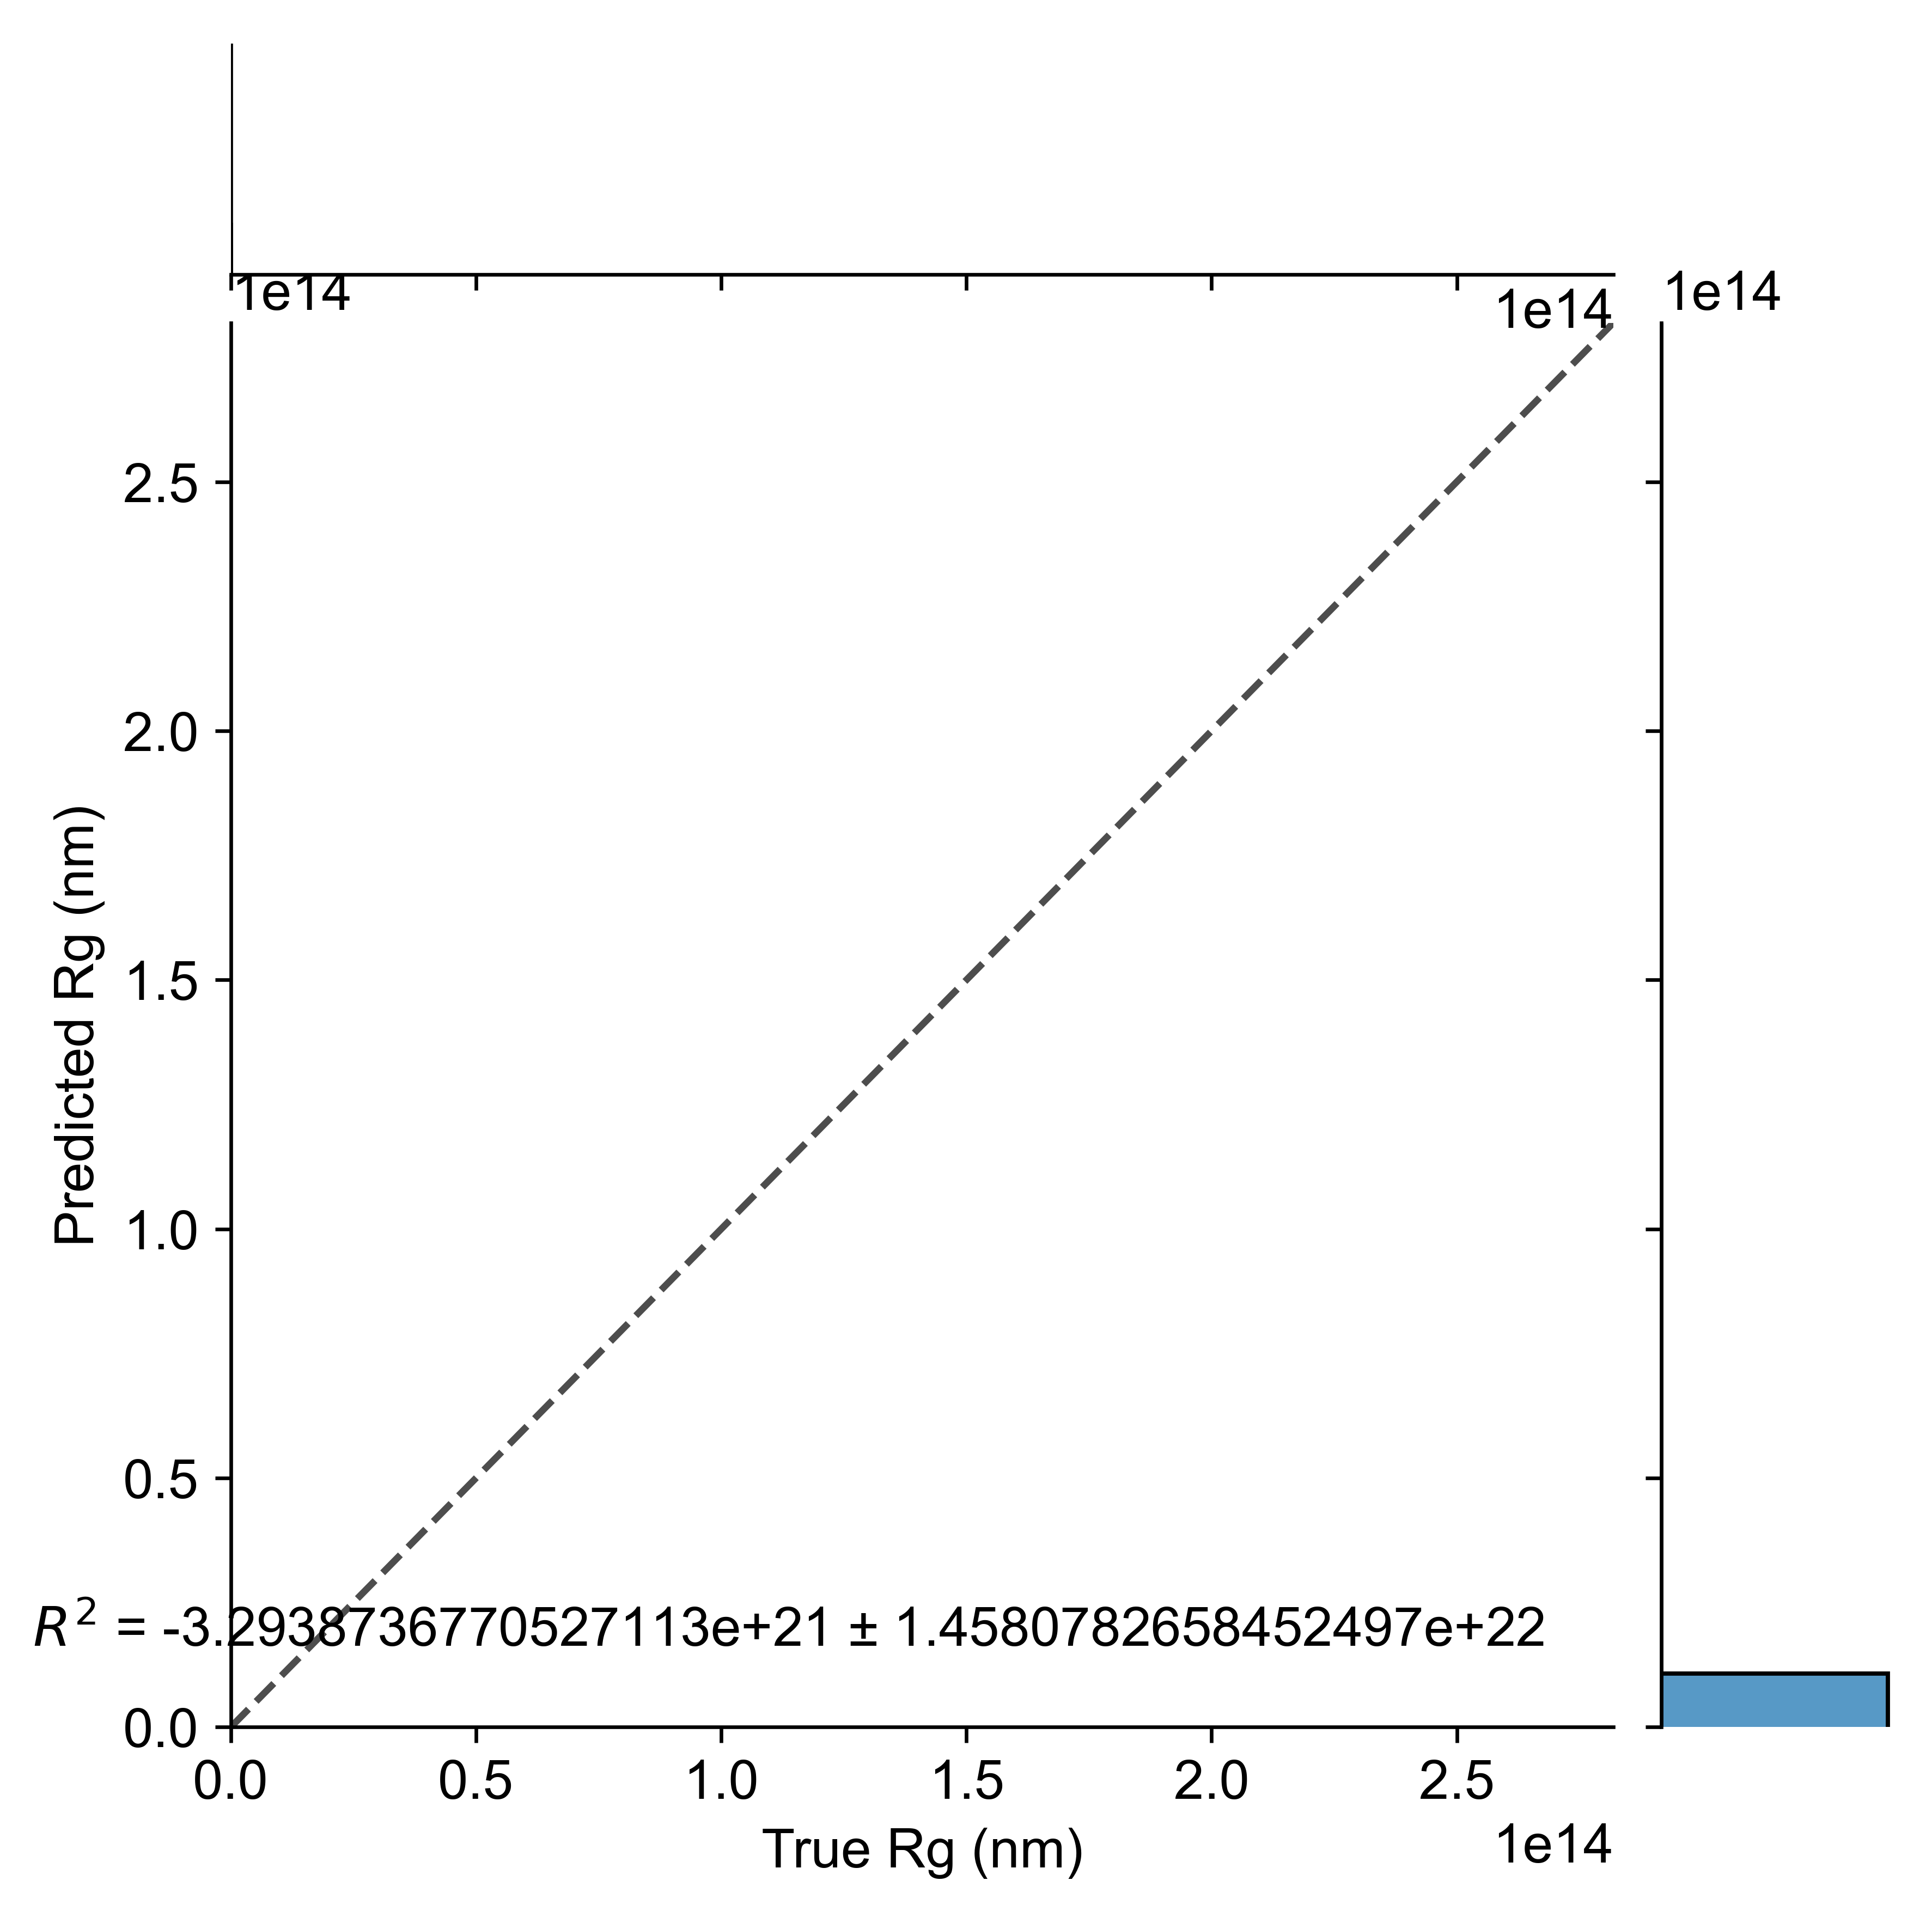 1e14
1e14
1e14
2.5
2.0
1.5
1.0
0.5
0.0
Predicted Rg (nm)
R² = -3.2938736770527113e+21 ± 1.4580782658452497e+22
0.0 0.5 1.0 1.5 2.0 2.5
True Rg (nm)
1e14